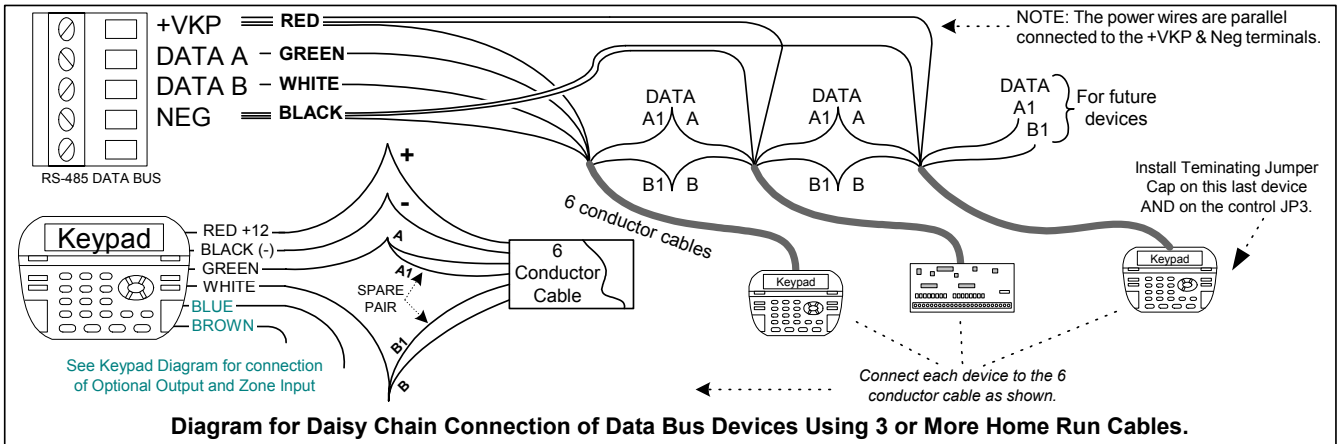 +VKP
RED
DATA A
- GREEN
DATA B
- WHITE
NEG
BLACK
RS-485 DATA BUS
NOTE: The power wires are parallel
connected to the +VKP & Neg terminals.
DATA
A1 A
B1 B
DATA
A1 A
B1 B
DATA
A1
B1
For future
devices
Install Teminating Jumper
Cap on this last device
AND on the control JP3.
6 conductor cables
Keypad
Keypad
Connect each device to the 6
conductor cable as shown.
Keypad
RED +12
BLACK (-)
GREEN
WHITE
BLUE
BROWN
+
-
A
A1
SPARE
PAIR
B1
B
6
Conductor
Cable
See Keypad Diagram for connection
of Optional Output and Zone Input
Diagram for Daisy Chain Connection of Data Bus Devices Using 3 or More Home Run Cables.